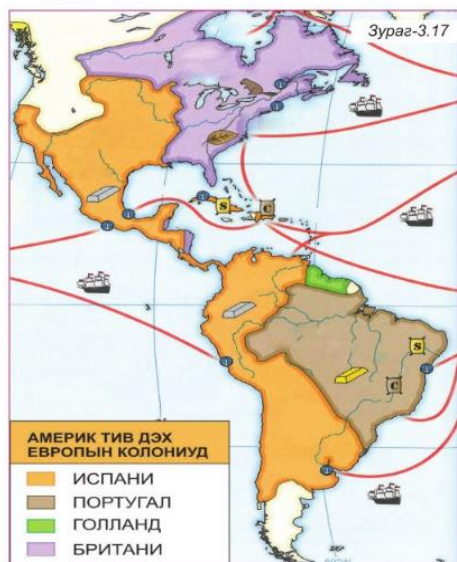 Зураг-3.17
S
C
S
C
АМЕРИК ТИВ ДЭХ
ЕВРОПЫН КОЛОНИУД
ИСПАНИ
ПОРТУГАЛ
ГОЛЛАНД
БРИТАНИ